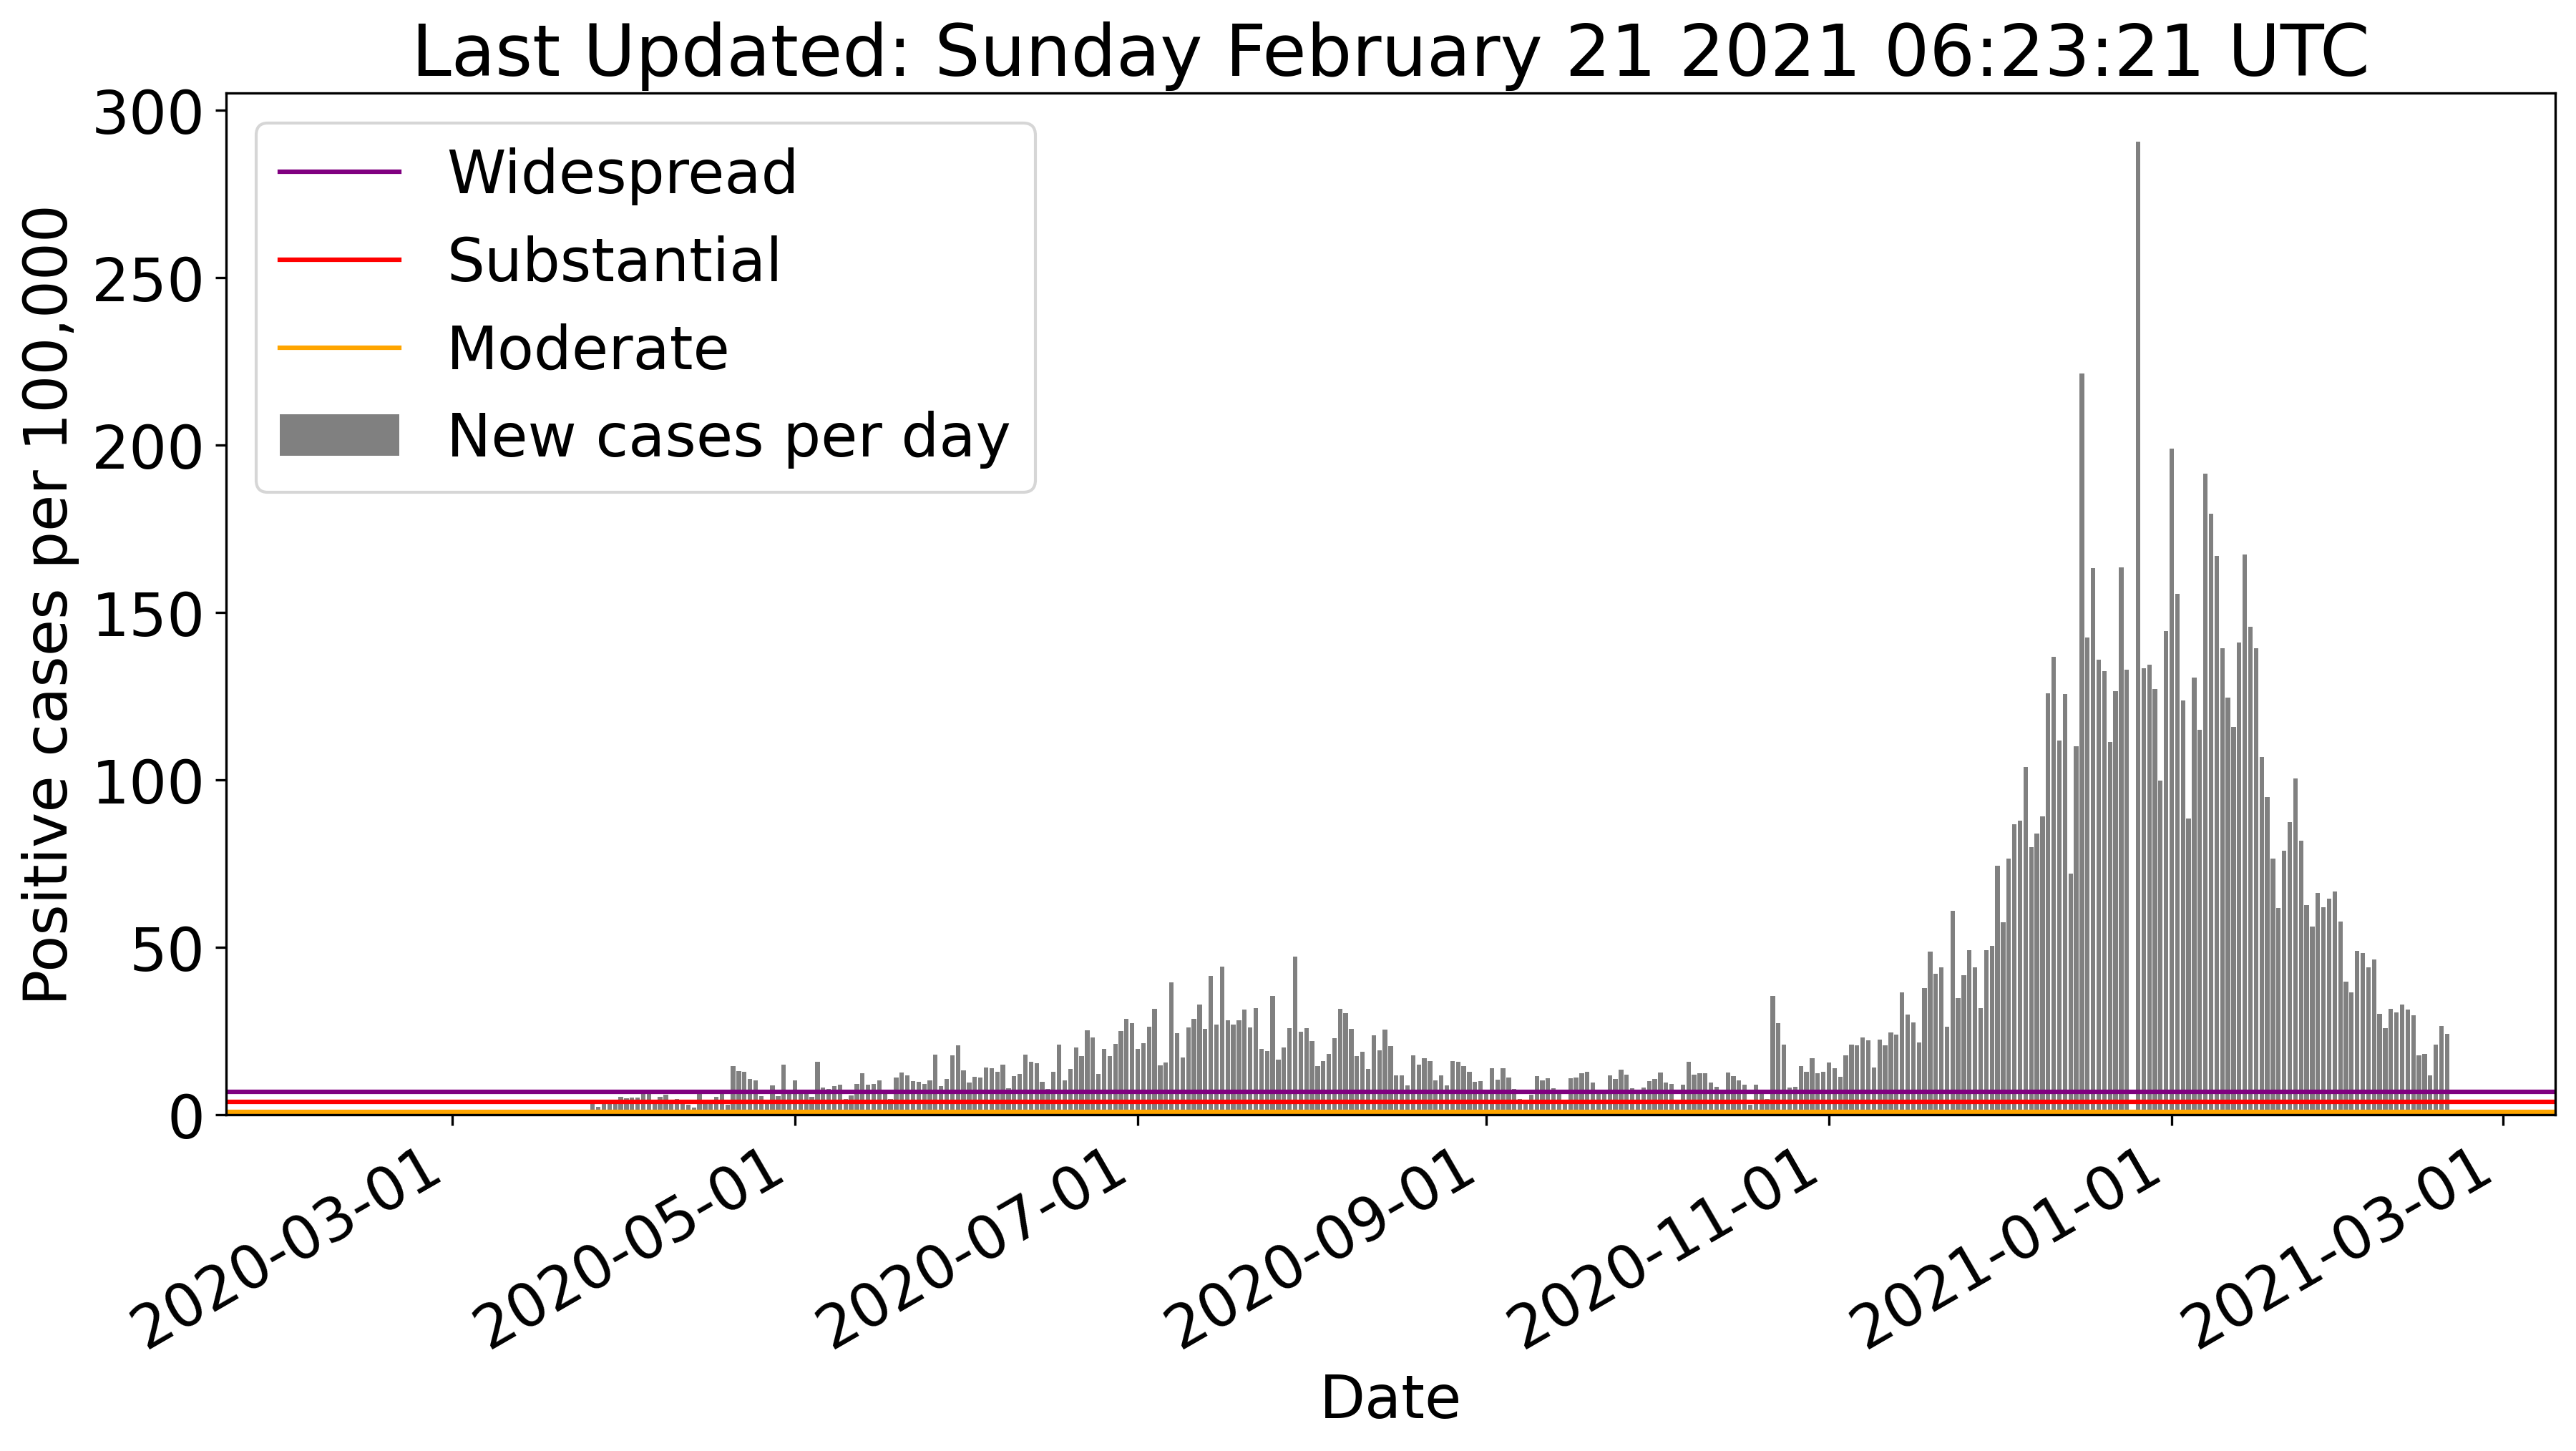 Last Updated: Sunday February 21 2021 06:23:21 UTC
Positive cases per 100,000
300
250
200
150
100
50
0
Widespread
Substantial
Moderate
New cases per day
2020-03-01
2020-05-01
2020-07-01
2020-09-01
2020-11-01
2021-01-01
2021-03-01
Date